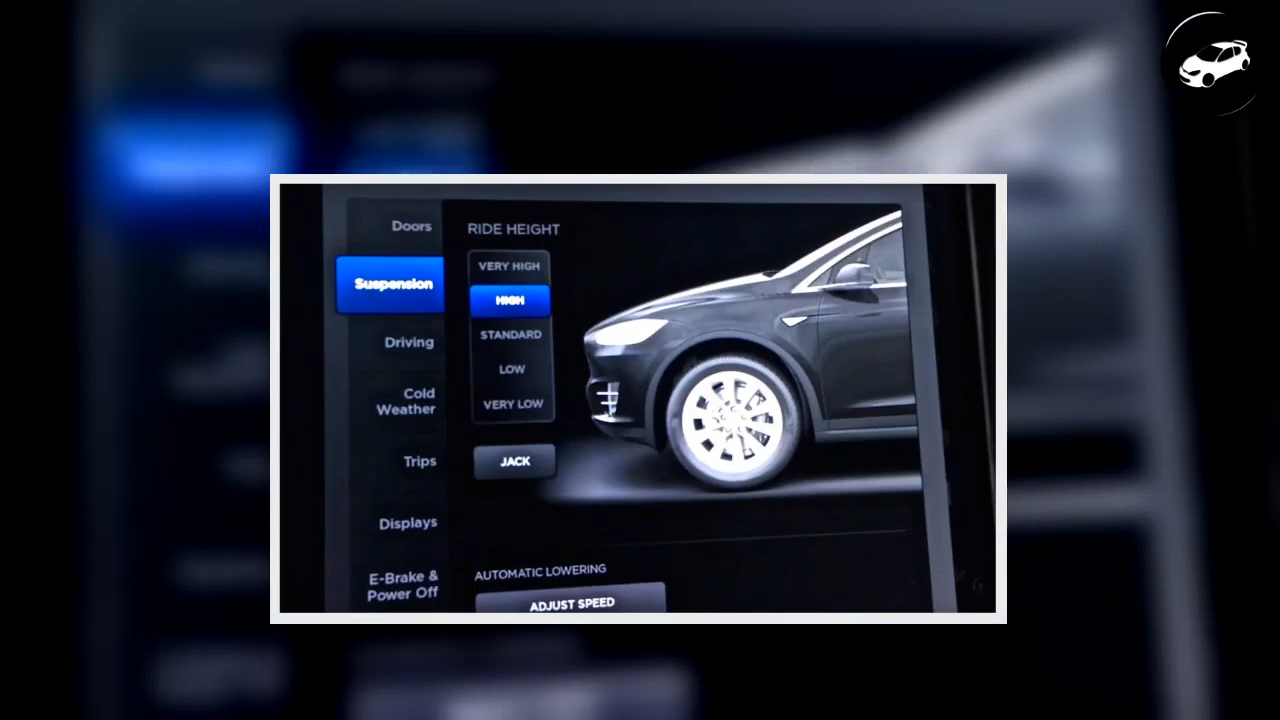 Doors
Suspension
Driving
Cold
Weather
Trips
Displays
E-Brake &
Power Off
RIDE HEIGHT
VERY HIGH
HIGH
STANDARD
LOW
VERY LOW
JACK
AUTOMATIC LOWERING
ADJUST SPEED